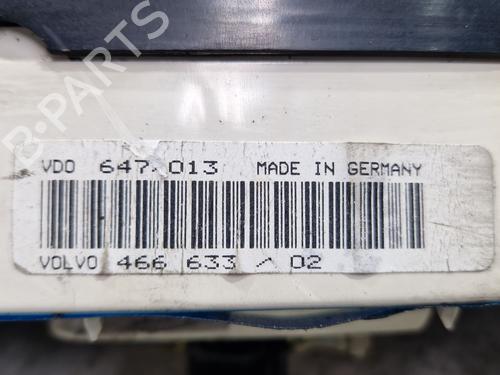 B-PARTS
VDO 647.013 MADE IN GERMANY
VOLVO 466 633 / 02